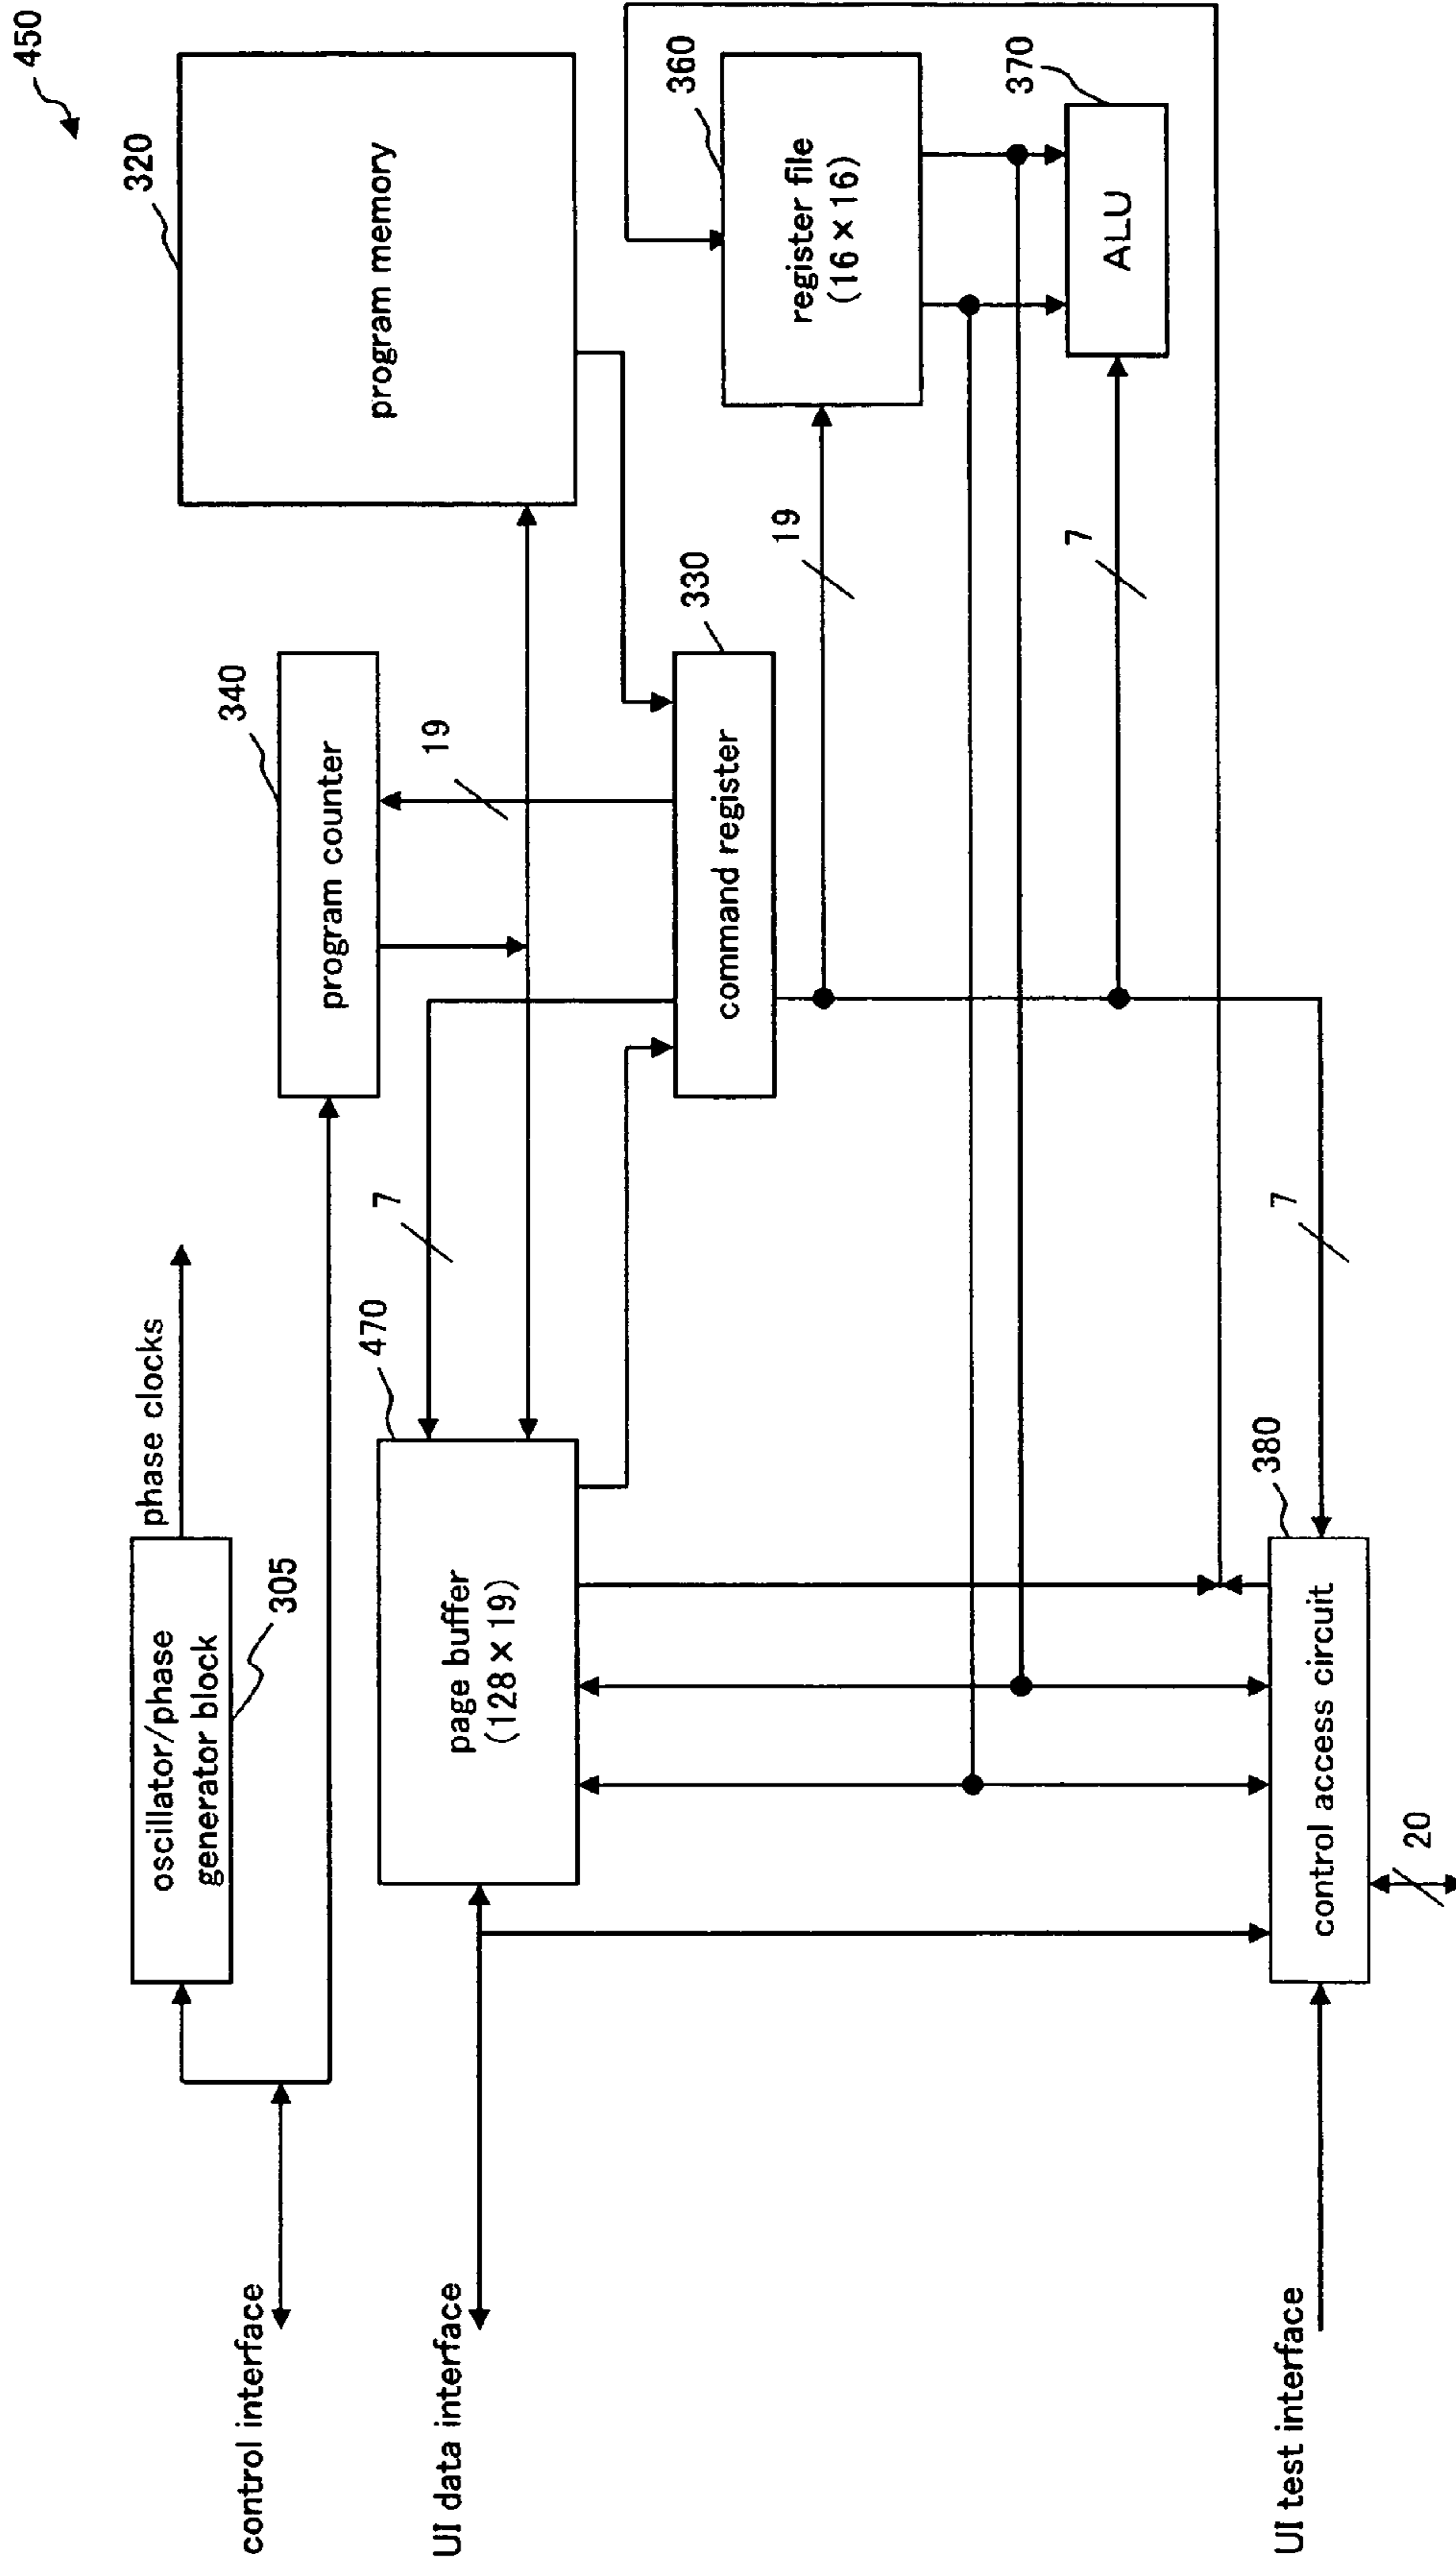 450
phase clocks
320
oscillator/phase
generator block
305
control interface
340
program counter
program memory
19
7
470
UI data interface
page buffer
(128×19)
330
command register
360
register file
(16×16)
19
370
ALU
7
7
380
UI test interface
control access circuit
20